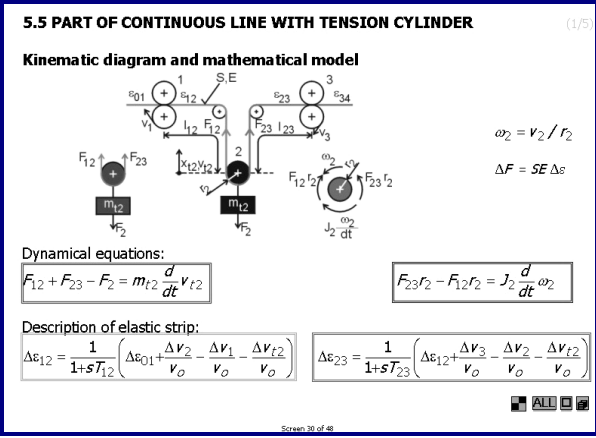 5.5 PART OF CONTINUOUS LINE WITH TENSION CYLINDER
(1/5)
Kinematic diagram and mathematical model
1 S,E 3
ε01 ε12 ε23 ε34
v1 l12 F12 F23 l23 v3
ω2 = v2 / r2
F12 F23 xt2 vt2 2 r2 ω2 r2
F12 r2 F23 r2
ΔF = SE Δε
mt2 mt2
F2 F2 J2 ω2/dt
Dynamical equations:
F12 + F23 − F2 = mt2 d/dt vt2
F23r2 − F12r2 = J2 d/dt ω2
Description of elastic strip:
Δε12 = 1/(1+sT12) (Δε01 + Δv2/vo − Δv1/vo − Δvt2/vo)
Δε23 = 1/(1+sT23) (Δε12 + Δv3/vo − Δv2/vo − Δvt2/vo)
ALL
Screen 30 of 48